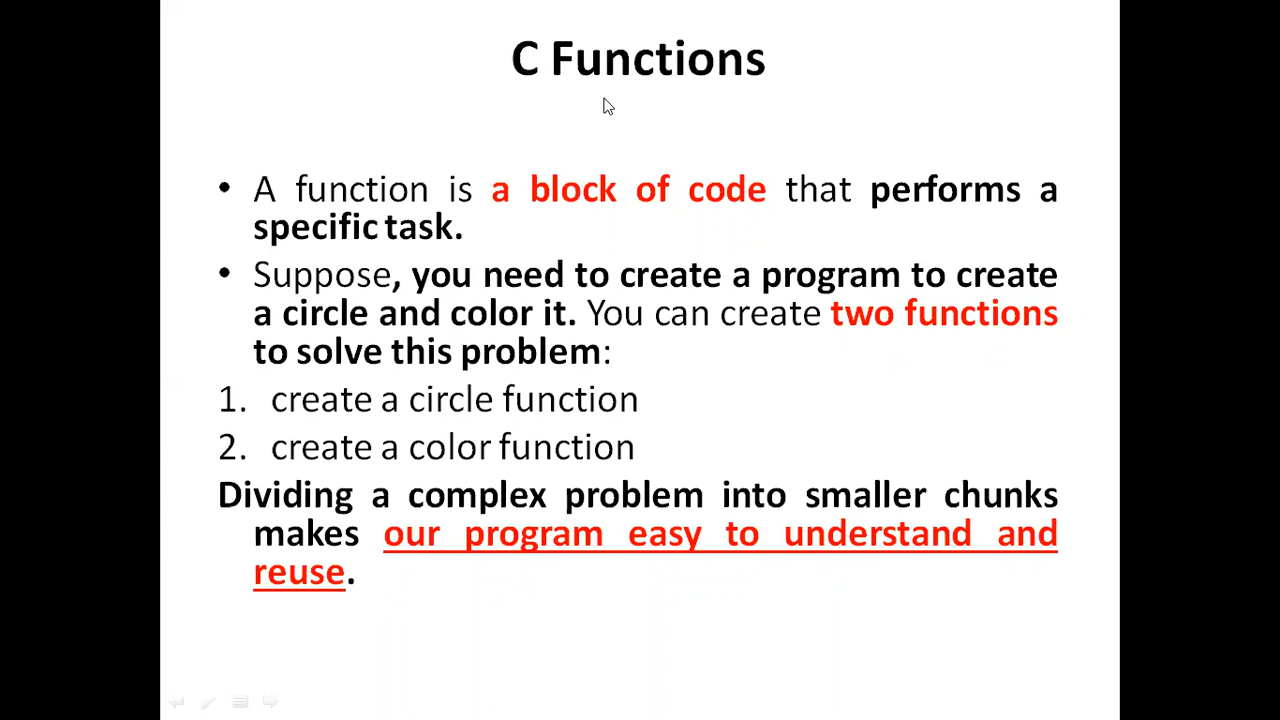 C Functions
• A function is a block of code that performs a
specific task.
• Suppose, you need to create a program to create
a circle and color it. You can create two functions
to solve this problem:
1. create a circle function
2. create a color function
Dividing a complex problem into smaller chunks
makes our program easy to understand and
reuse.